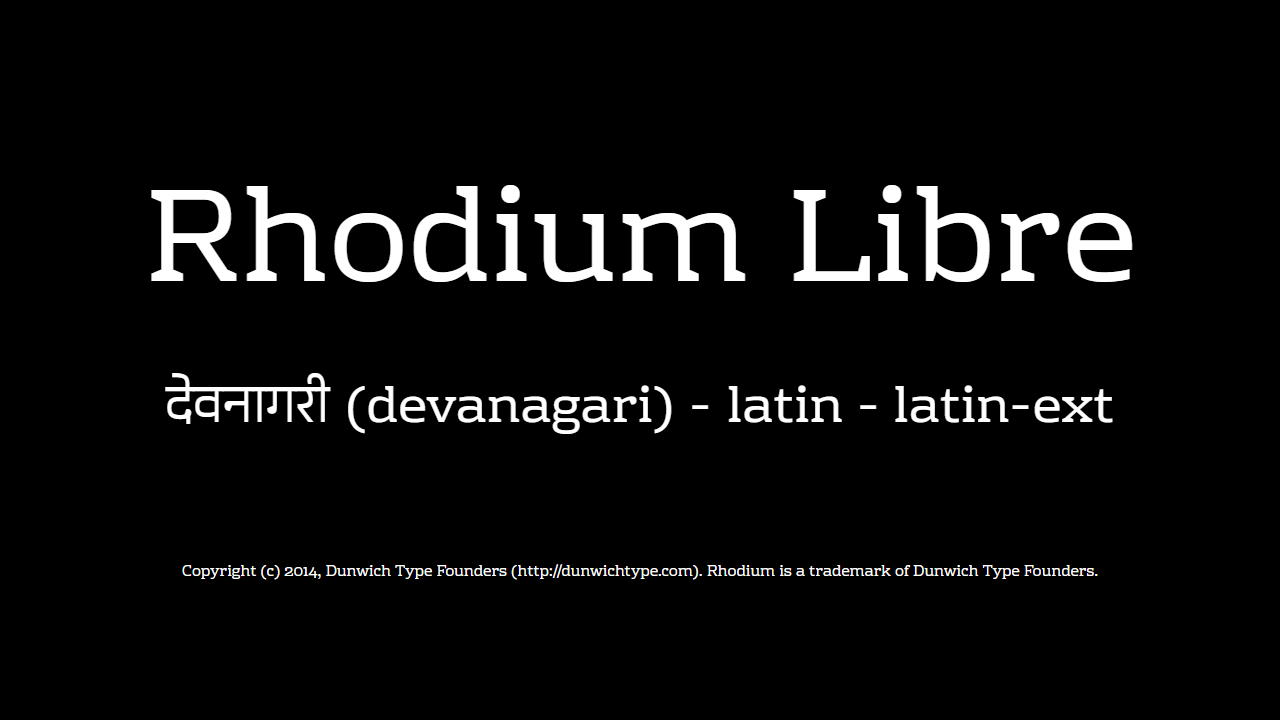 Rhodium Libre
देवनागरी (devanagari) - latin - latin-ext
Copyright (c) 2014, Dunwich Type Founders (http://dunwichtype.com). Rhodium is a trademark of Dunwich Type Founders.